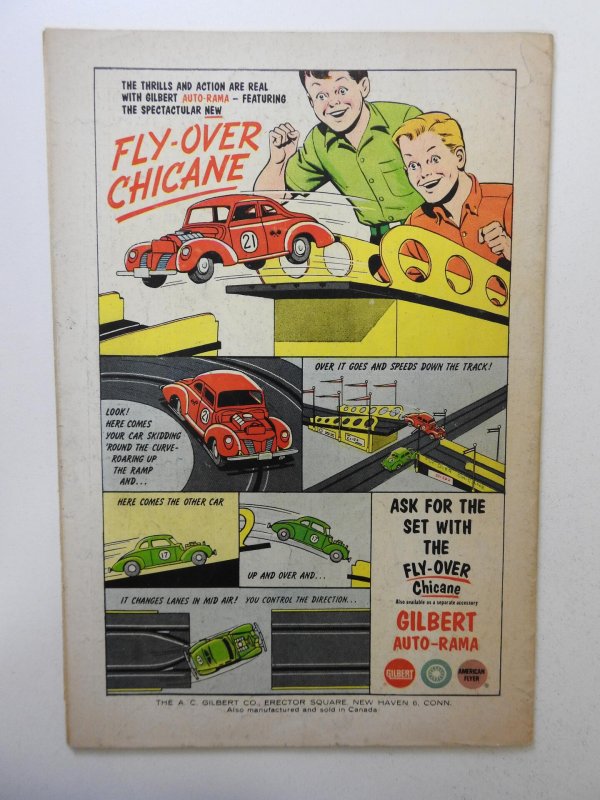 THE THRILLS AND ACTION ARE REAL
WITH GILBERT AUTO-RAMA – FEATURING
THE SPECTACULAR NEW
FLY-OVER
CHICANE
21
OVER IT GOES AND SPEEDS DOWN THE TRACK!
LOOK!
HERE COMES
YOUR CAR SKIDDING
'ROUND THE CURVE-
ROARING UP
THE RAMP
AND...
21
HERE COMES THE OTHER CAR
17
17
UP AND OVER AND...
IT CHANGES LANES IN MID AIR! YOU CONTROL THE DIRECTION...
ASK FOR THE
SET WITH
THE
FLY-OVER
Chicane
Also available as a separate accessory
GILBERT
AUTO-RAMA
GILBERT
AMERICAN
FLYER
®
THE A. C. GILBERT CO., ERECTOR SQUARE, NEW HAVEN 6, CONN.
Also manufactured and sold in Canada